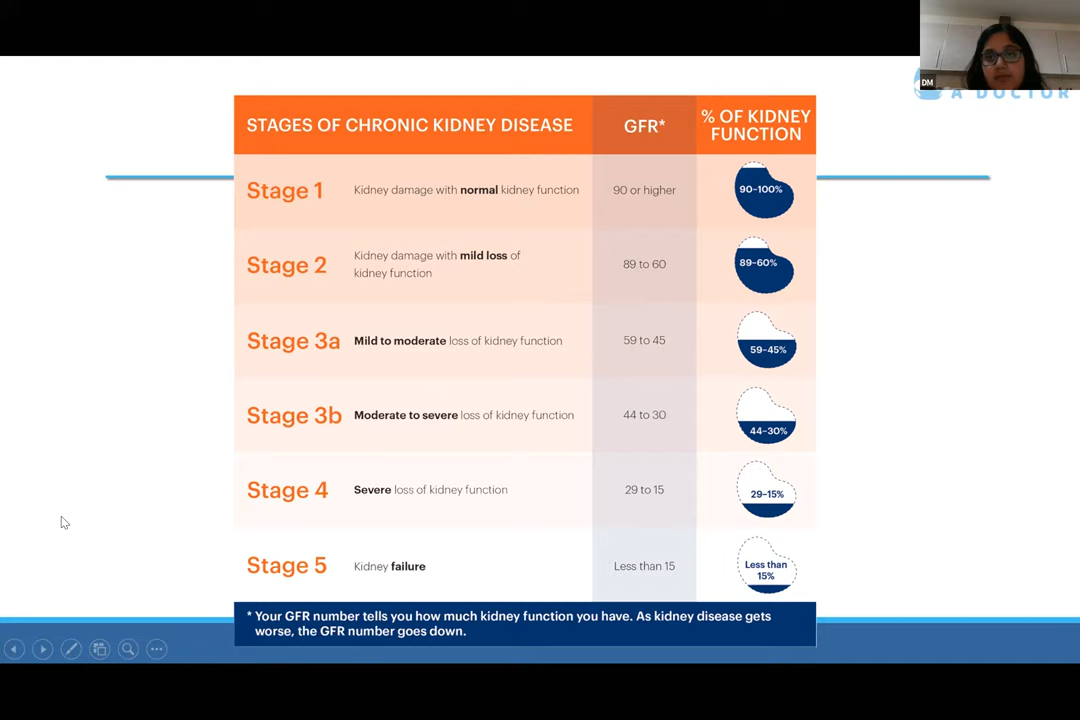 DM
A DOCTOR
STAGES OF CHRONIC KIDNEY DISEASE
GFR*
% OF KIDNEY
FUNCTION
Stage 1
Kidney damage with normal kidney function
90 or higher
90–100%
Stage 2
Kidney damage with mild loss of
kidney function
89 to 60
89–60%
Stage 3a
Mild to moderate loss of kidney function
59 to 45
59–45%
Stage 3b
Moderate to severe loss of kidney function
44 to 30
44–30%
Stage 4
Severe loss of kidney function
29 to 15
29–15%
Stage 5
Kidney failure
Less than 15
Less than
15%
* Your GFR number tells you how much kidney function you have. As kidney disease gets
worse, the GFR number goes down.